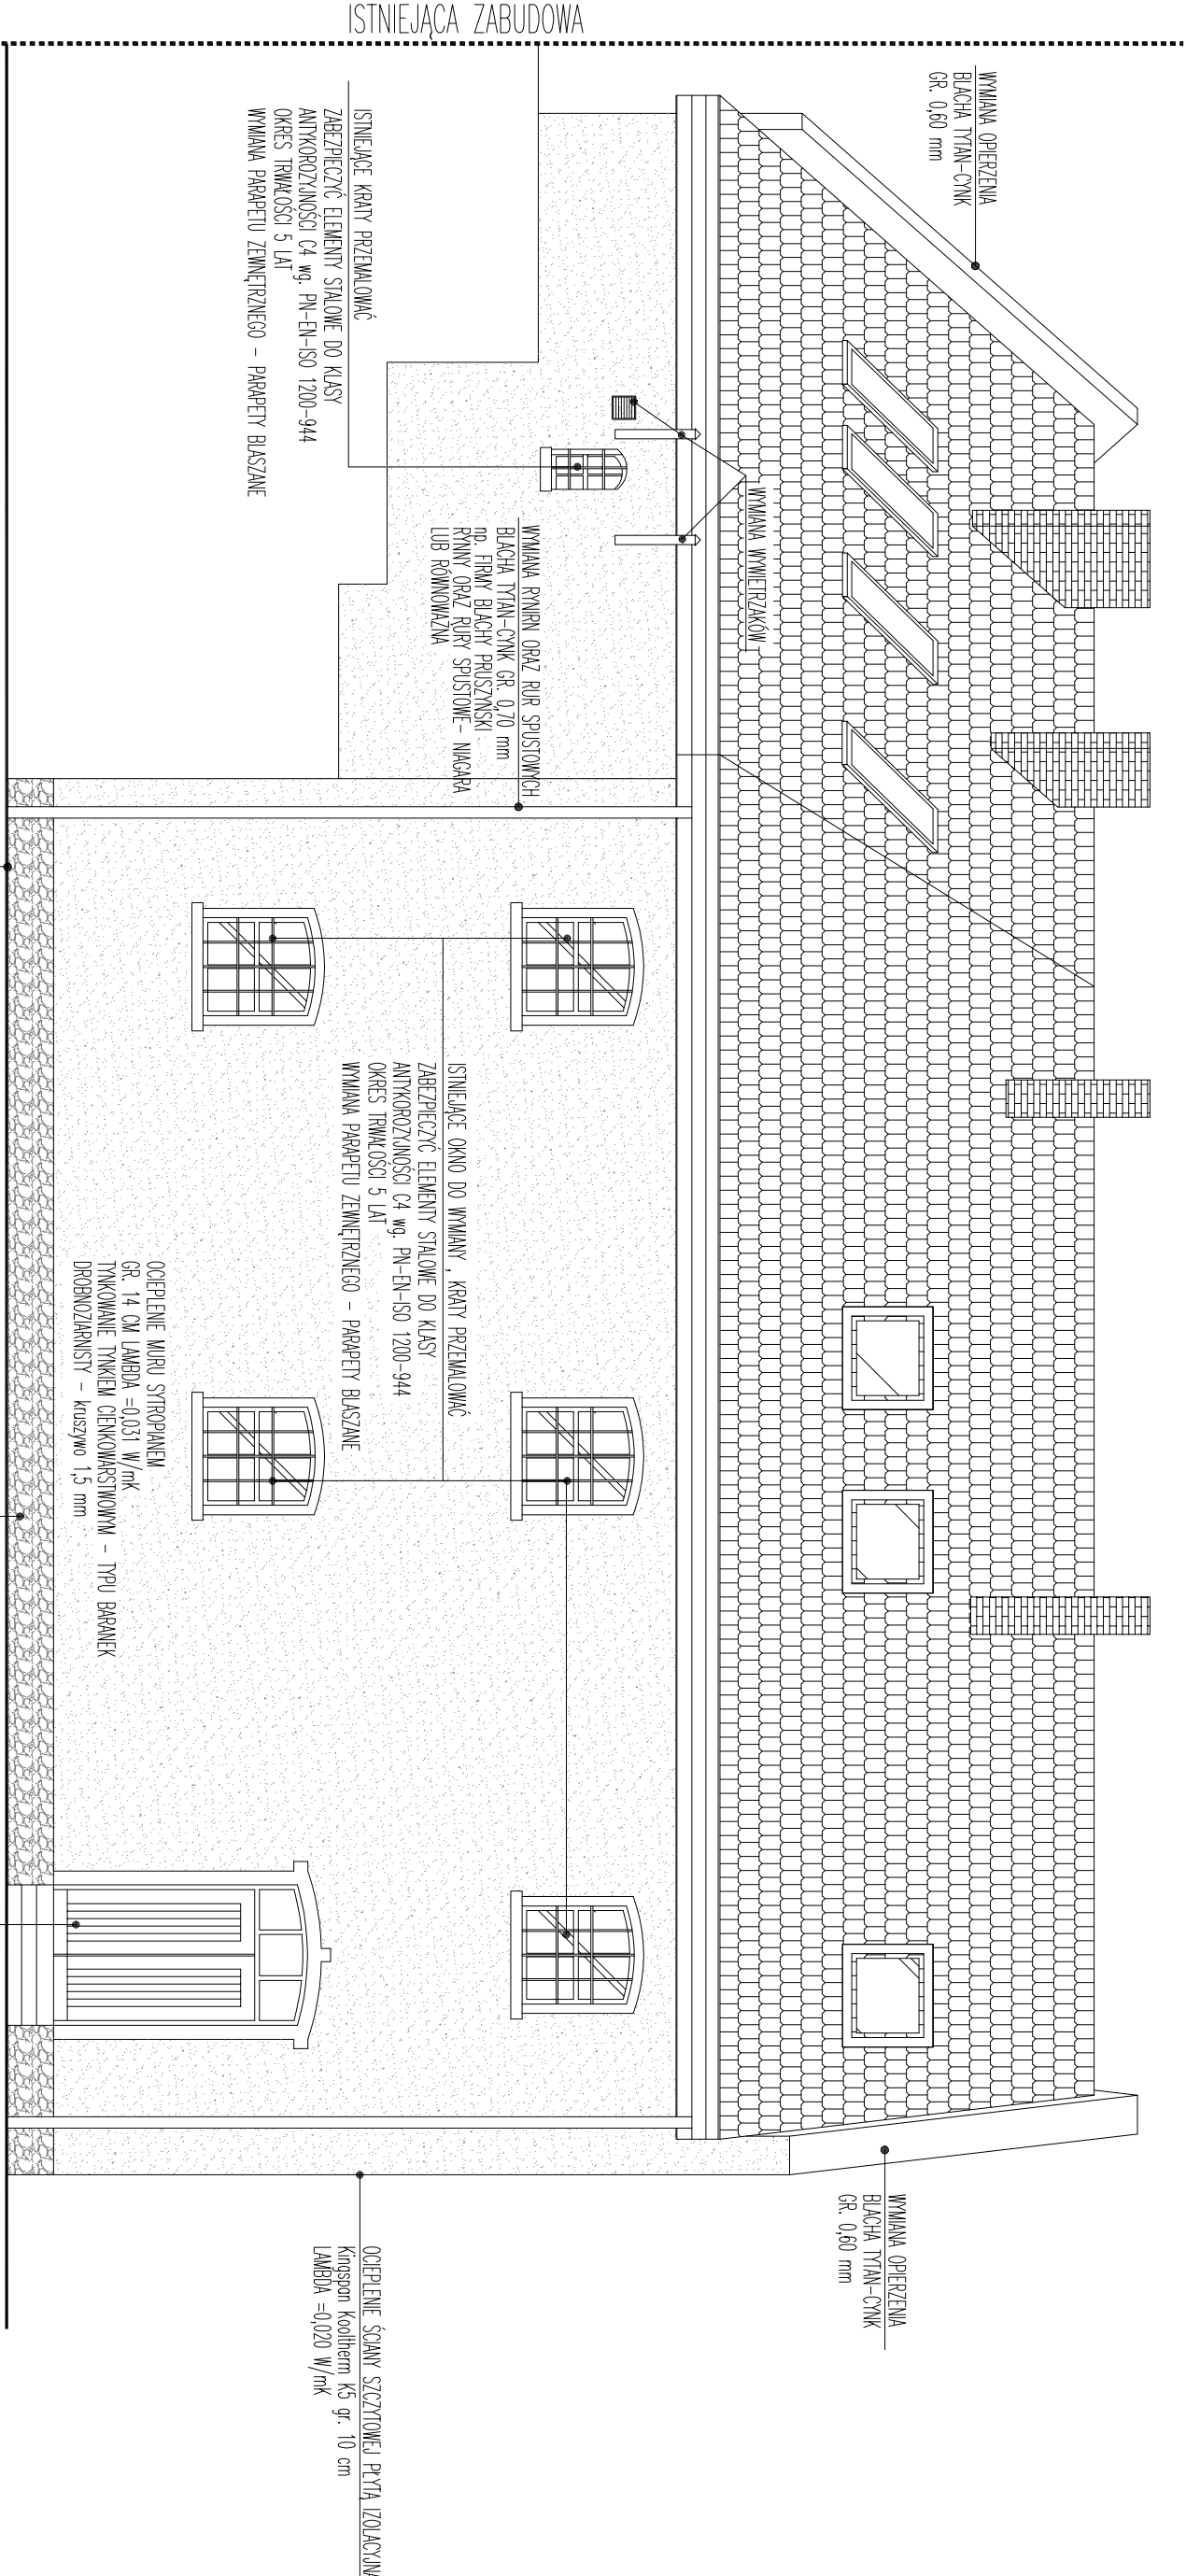 ISTNIEJĄCA ZABUDOWA
WYMIANA OPIERZENIA
BLACHA TYTAN-CYNK
GR. 0,60 mm
ISTNIEJĄCE KRATY PRZEMALOWAĆ
ZABEZPIECZYĆ ELEMENTY STALOWE DO KLASY
ANTYKOROZYJNOŚCI C4 wg. PN-EN-ISO 1200-944
OKRES TRWAŁOŚCI 5 LAT
WYMIANA PARAPETU ZEWNĘTRZNEGO - PARAPETY BLASZANE
WYMIANA WYWIETRZAKÓW
WYMIANA RYNIRN ORAZ RUR SPUSTOWYCH
BLACHA TYTAN-CYNK GR. 0,70 mm
np. FIRMY BLACHY PRUSZYŃSKI
RYNNY ORAZ RURY SPUSTOWE- NIAGARA
LUB RÓWNOWAŻNA
ISTNIEJĄCE OKNO DO WYMIANY , KRATY PRZEMALOWAĆ
ZABEZPIECZYĆ ELEMENTY STALOWE DO KLASY
ANTYKOROZYJNOŚCI C4 wg. PN-EN-ISO 1200-944
OKRES TRWAŁOŚCI 5 LAT
WYMIANA PARAPETU ZEWNĘTRZNEGO - PARAPETY BLASZANE
OCIEPLENIE MURU SYTROPIANEM
GR. 14 CM LAMBDA =0,031 W/mK
TYNKOWANIE TYNKIEM CIENKOWARSTWOWYM - TYPU BARANEK
DROBNOZIARNISTY - kruszywo 1,5 mm
WYMIANA OPIERZENIA
BLACHA TYTAN-CYNK
GR. 0,60 mm
OCIEPLENIE ŚCIANY SZCZYTOWEJ PŁYTĄ IZOLACYJNĄ
Kingspan Kooltherm K5 gr. 10 cm
LAMBDA =0,020 W/mK